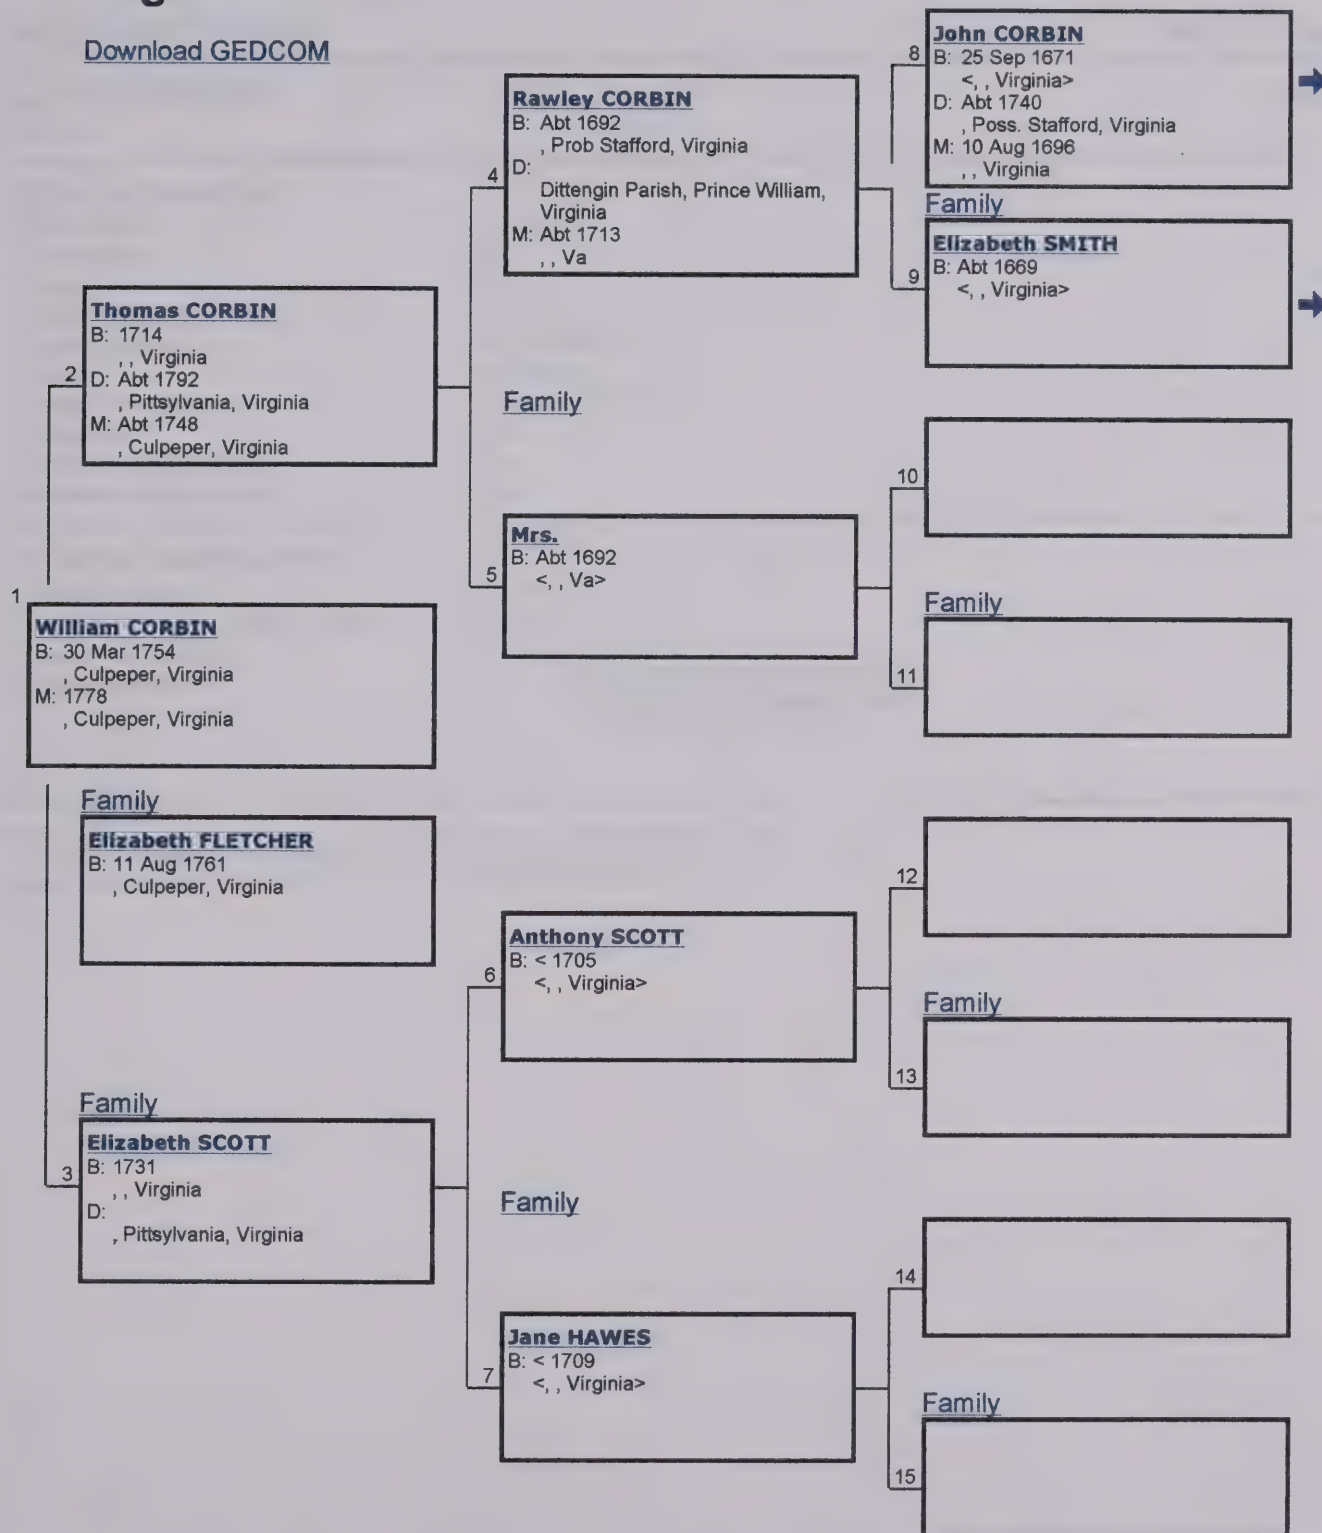 Download GEDCOM
8
John CORBIN
B: 25 Sep 1671
<, , Virginia>
D: Abt 1740
, Poss. Stafford, Virginia
M: 10 Aug 1696
, , Virginia
4
Rawley CORBIN
B: Abt 1692
, Prob Stafford, Virginia
D:
Dittengin Parish, Prince William,
Virginia
M: Abt 1713
, , Va
Family
9
Elizabeth SMITH
B: Abt 1669
<, , Virginia>
2
Thomas CORBIN
B: 1714
, , Virginia
D: Abt 1792
, Pittsylvania, Virginia
M: Abt 1748
, Culpeper, Virginia
Family
10
5
Mrs.
B: Abt 1692
<, , Va>
Family
11
1
William CORBIN
B: 30 Mar 1754
, Culpeper, Virginia
M: 1778
, Culpeper, Virginia
Family
Elizabeth FLETCHER
B: 11 Aug 1761
, Culpeper, Virginia
12
6
Anthony SCOTT
B: < 1705
<, , Virginia>
Family
13
Family
3
Elizabeth SCOTT
B: 1731
, , Virginia
D:
, Pittsylvania, Virginia
Family
14
7
Jane HAWES
B: < 1709
<, , Virginia>
Family
15